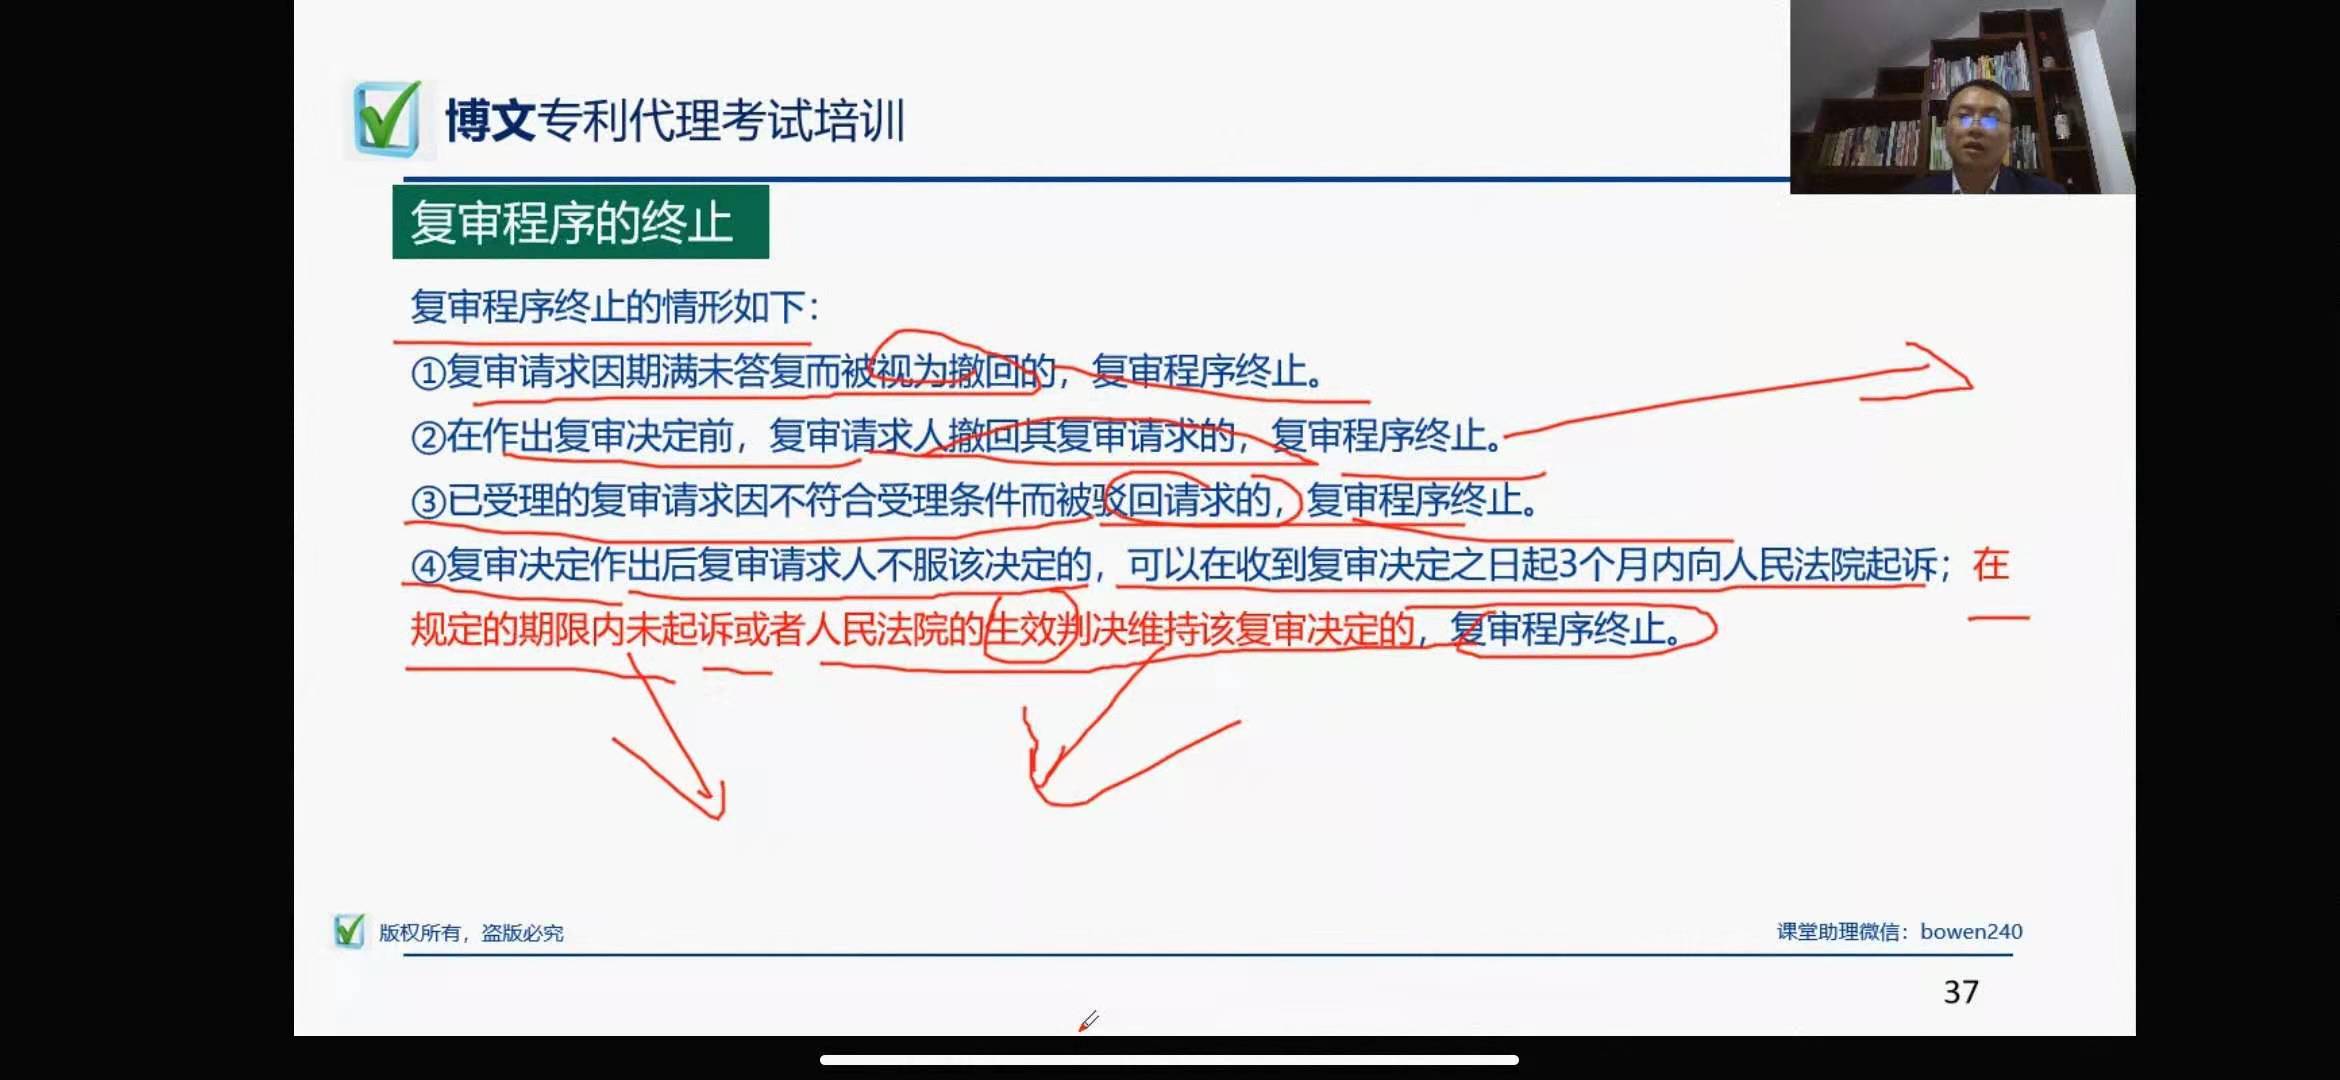 博文专利代理考试培训
复审程序的终止
复审程序终止的情形如下：
①复审请求因期满未答复而被视为撤回的，复审程序终止。
②在作出复审决定前，复审请求人撤回其复审请求的，复审程序终止。
③已受理的复审请求因不符合受理条件而被驳回请求的，复审程序终止。
④复审决定作出后复审请求人不服该决定的，可以在收到复审决定之日起3个月内向人民法院起诉；在
规定的期限内未起诉或者人民法院的生效判决维持该复审决定的，复审程序终止。
版权所有，盗版必究
课堂助理微信：bowen240
37